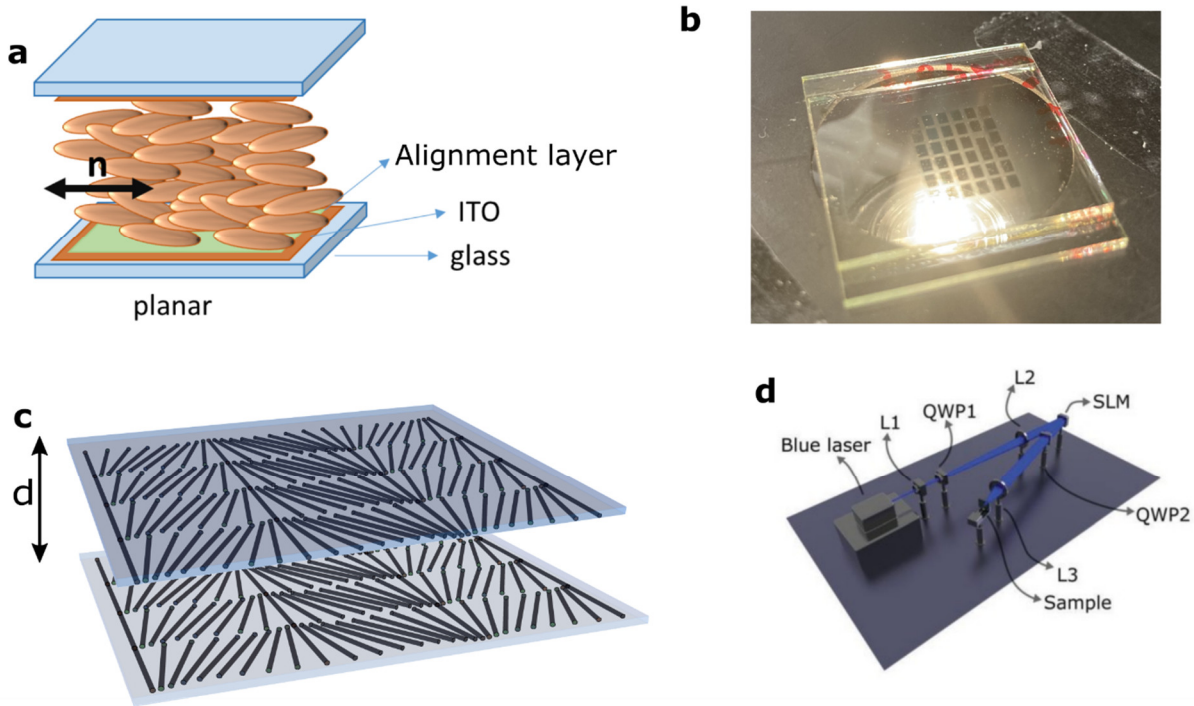 a
n
Alignment layer
ITO
glass
planar
b
c
d
d
L2
SLM
QWP1
L1
Blue laser
QWP2
L3
Sample